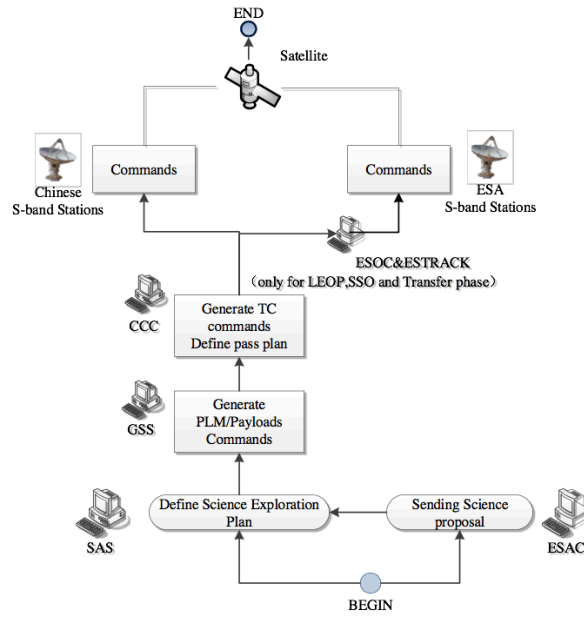 END
Satellite
Commands
Commands
Chinese
S-band Stations
ESA
S-band Stations
ESOC&ESTRACK
（only for LEOP,SSO and Transfer phase）
CCC
Generate TC
commands
Define pass plan
GSS
Generate
PLM/Payloads
Commands
SAS
Define Science Exploration
Plan
Sending Science
proposal
ESAC
BEGIN